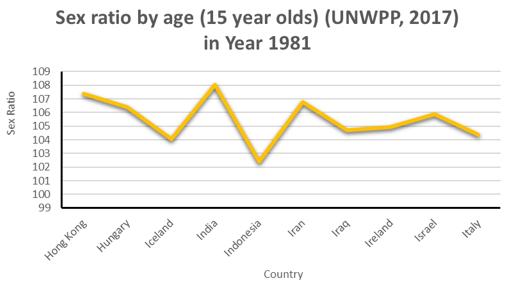 Sex ratio by age (15 year olds) (UNWPP, 2017)
in Year 1981
109
108
107
106
105
104
103
102
101
100
99
Sex Ratio
Hong Kong
Hungary
Iceland
India
Indonesia
Iran
Iraq
Ireland
Israel
Italy
Country